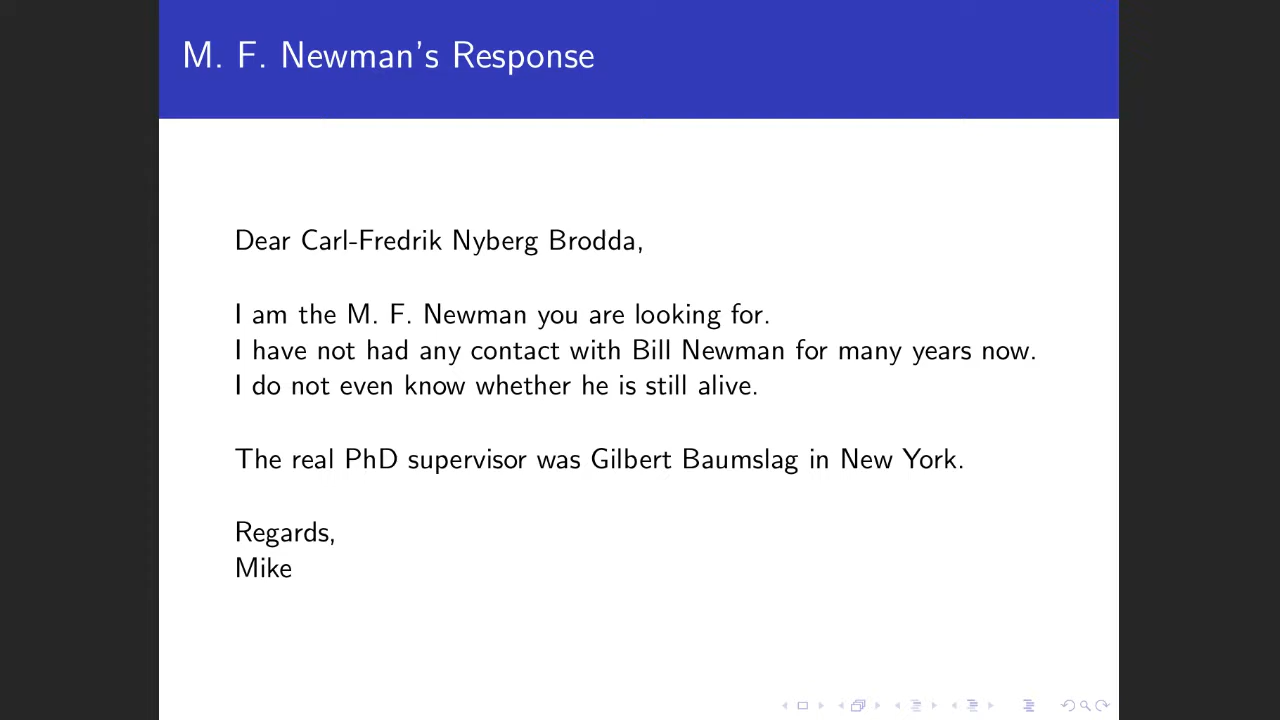 M. F. Newman's Response
Dear Carl-Fredrik Nyberg Brodda,
I am the M. F. Newman you are looking for.
I have not had any contact with Bill Newman for many years now.
I do not even know whether he is still alive.
The real PhD supervisor was Gilbert Baumslag in New York.
Regards,
Mike